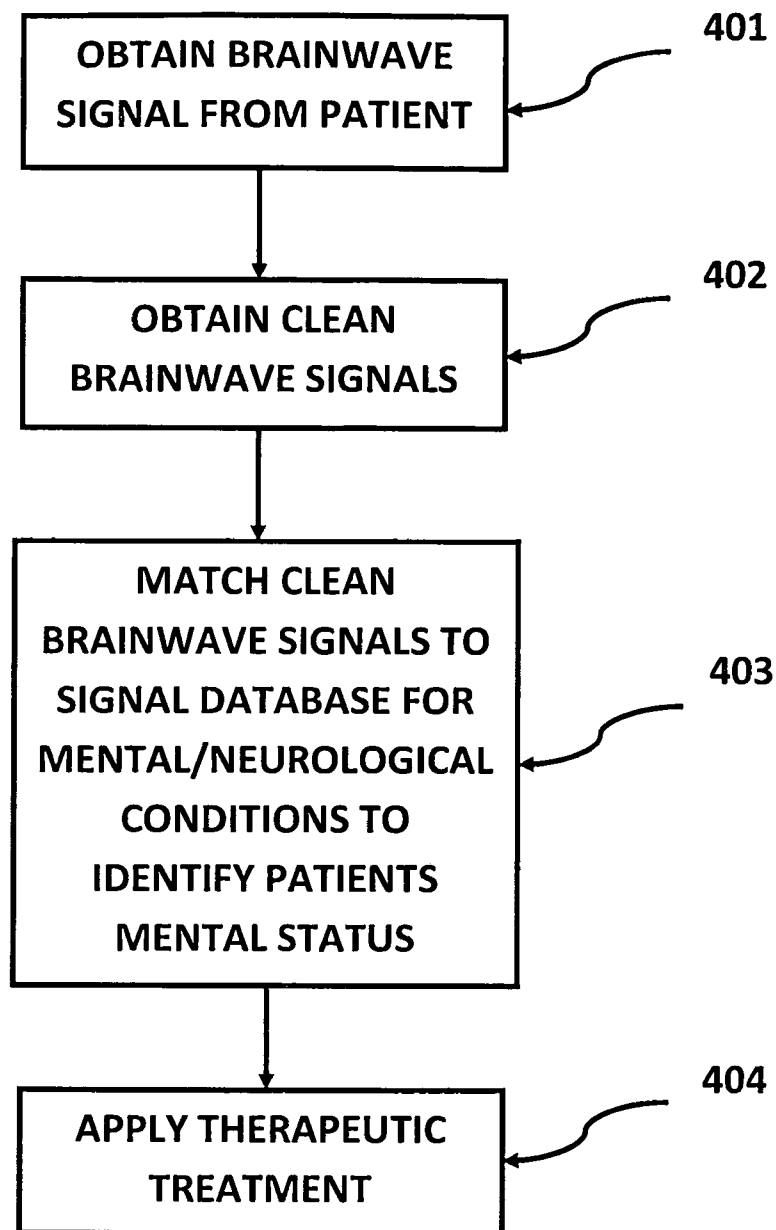 OBTAIN BRAINWAVE
SIGNAL FROM PATIENT
401
OBTAIN CLEAN
BRAINWAVE SIGNALS
402
MATCH CLEAN
BRAINWAVE SIGNALS TO
SIGNAL DATABASE FOR
MENTAL/NEUROLOGICAL
CONDITIONS TO
IDENTIFY PATIENTS
MENTAL STATUS
403
APPLY THERAPEUTIC
TREATMENT
404